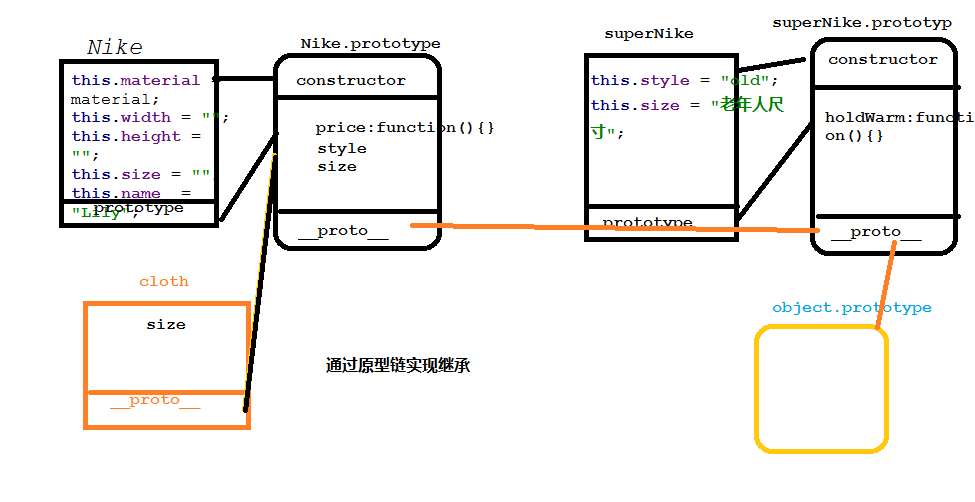 Nike
this.material
material;
this.width = "";
this.height =
"";
this.size = ""
this.name =
"Lily";
prototype
Nike.prototype
constructor
price:function(){}
style
size
__proto__
superNike
this.style = "old";
this.size = "老年人尺
寸";
prototype
superNike.prototyp
constructor
holdWarm:functi
on(){}
__proto__
cloth
size
__proto__
通过原型链实现继承
object.prototype